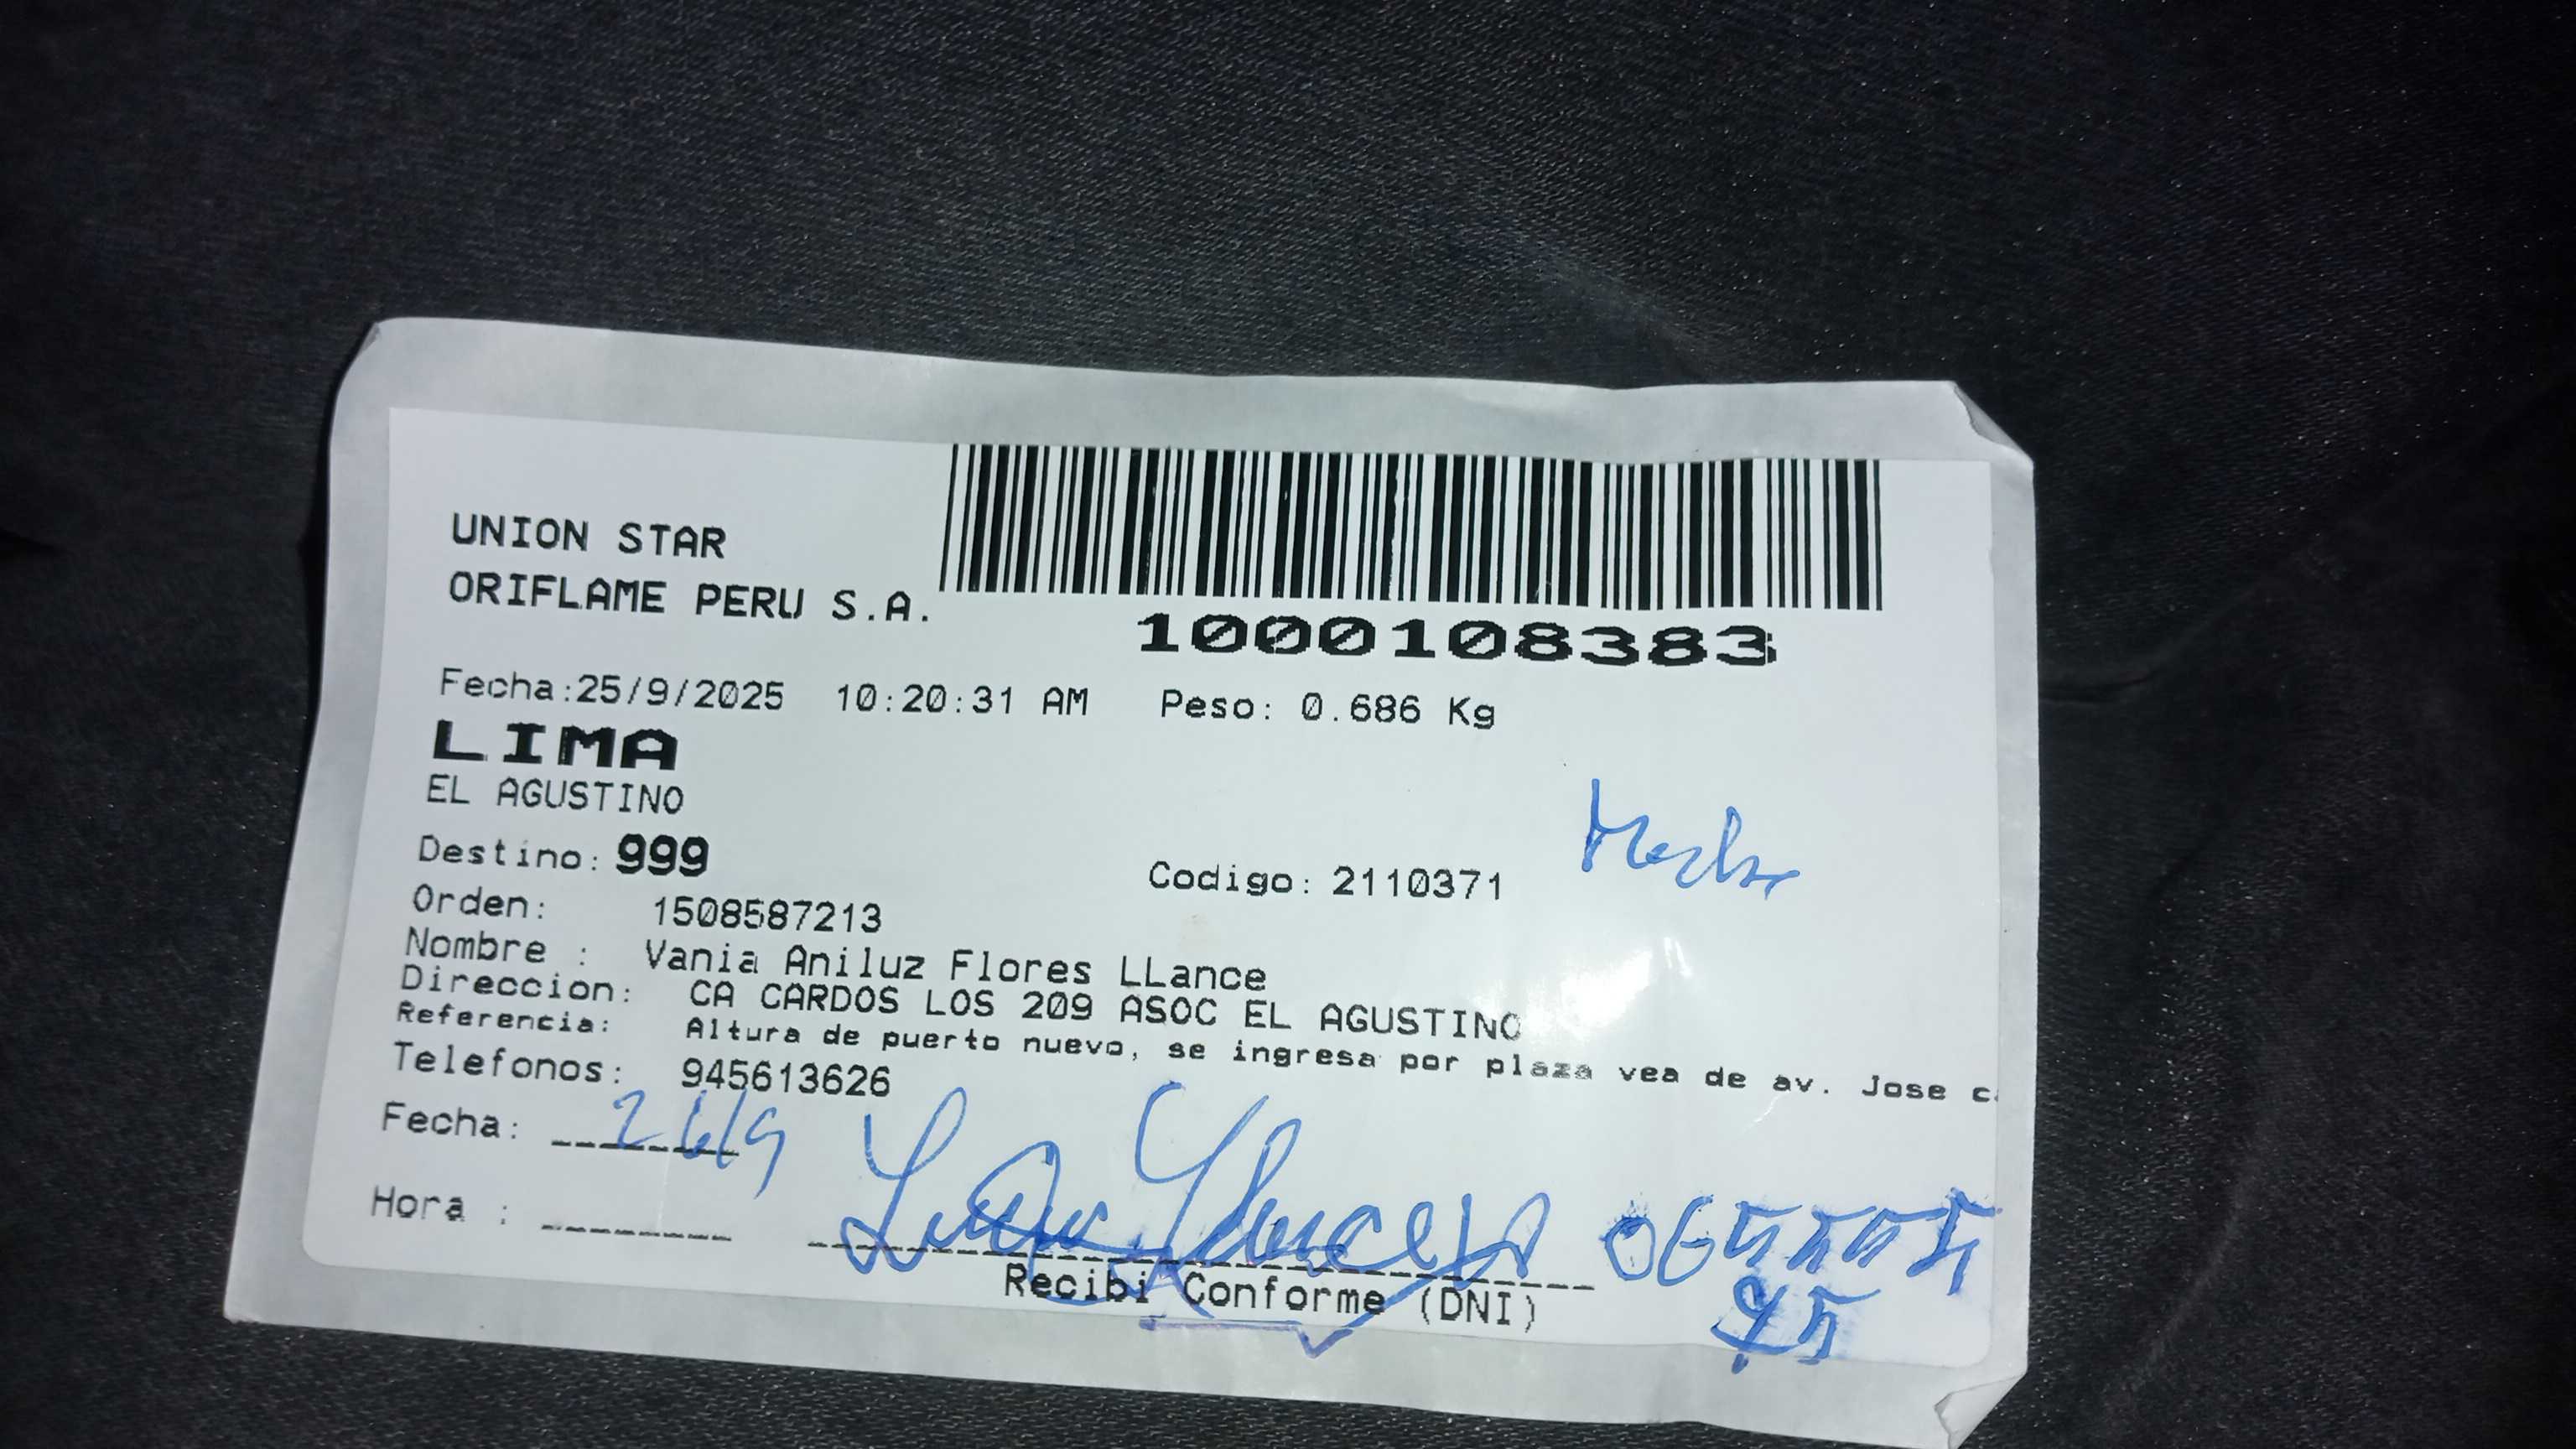 UNION STAR
ORIFLAME PERU S.A.
1000108383
Fecha:25/9/2025 10:20:31 AM Peso: 0.686 Kg
LIMA
EL AGUSTINO
Destino: 999
Codigo: 2110371
Orden: 1508587213
Nombre : Vania Aniluz Flores LLance
Direccion: CA CARDOS LOS 209 ASOC EL AGUSTINO
Referencia: Altura de puerto nuevo, se ingresa por plaza vea de av. Jose c
Telefonos: 945613626
Fecha: 26/9
Hora :
Recibi Conforme (DNI)